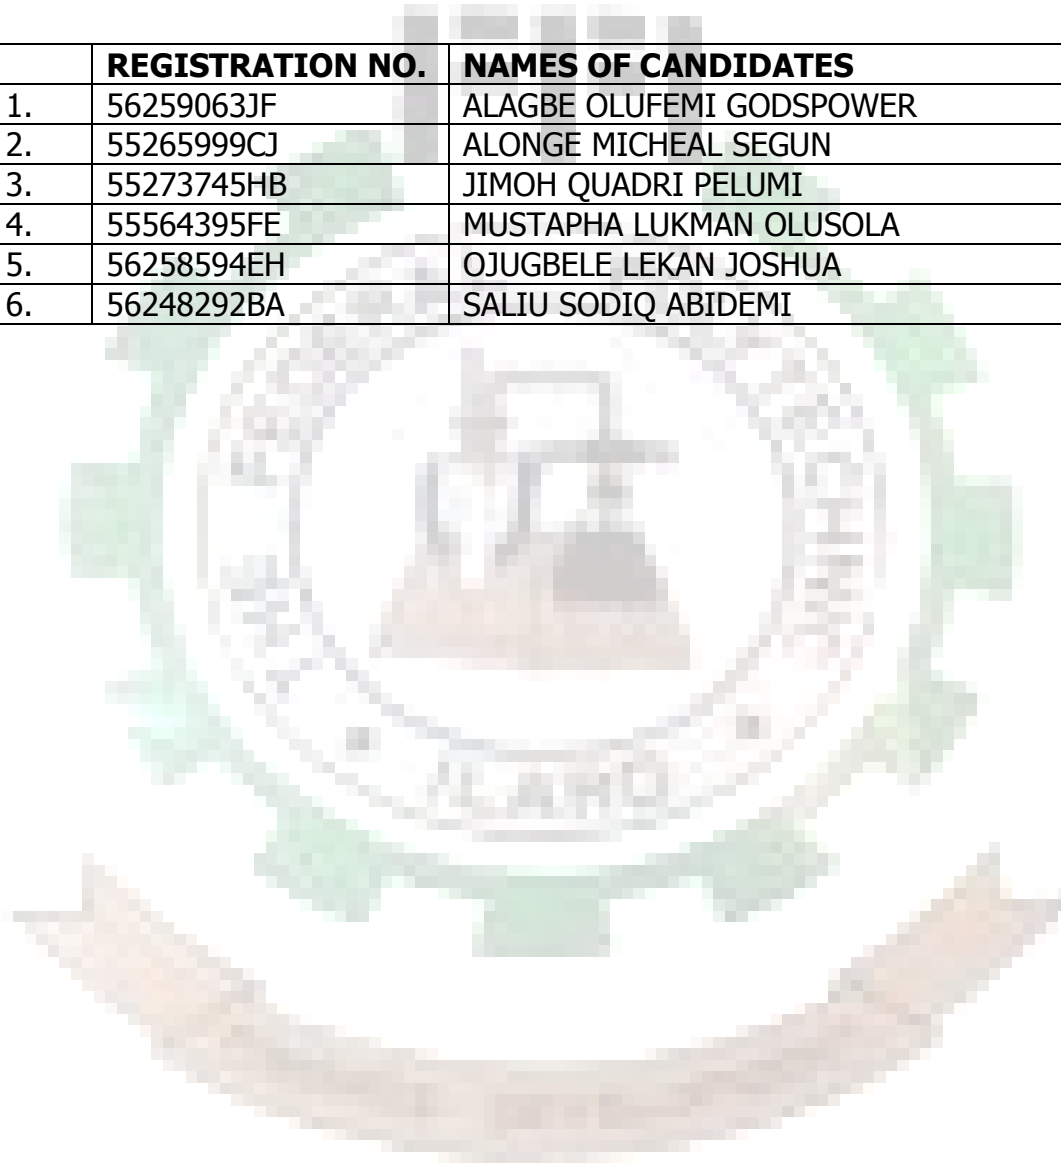 REGISTRATION NO. NAMES OF CANDIDATES
1. 56259063JF ALAGBE OLUFEMI GODSPOWER
2. 55265999CJ ALONGE MICHEAL SEGUN
3. 55273745HB JIMOH QUADRI PELUMI
4. 55564395FE MUSTAPHA LUKMAN OLUSOLA
5. 56258594EH OJUGBELE LEKAN JOSHUA
6. 56248292BA SALIU SODIQ ABIDEMI
ILARO